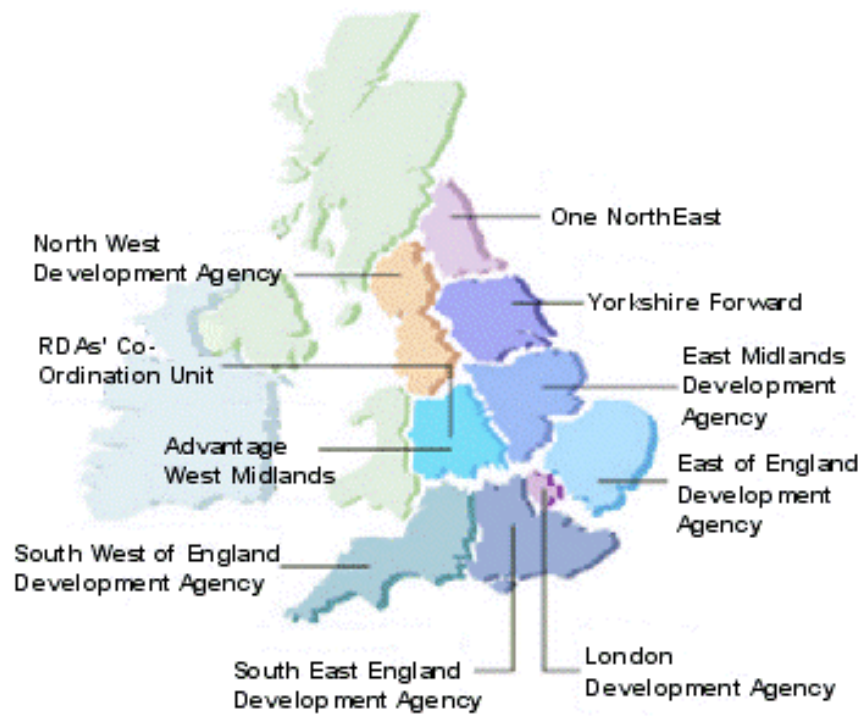 One NorthEast
North West
Development Agency
Yorkshire Forward
RDAs' Co-
Ordination Unit
East Midlands
Development
Agency
Advantage
West Midlands
East of England
Development
Agency
South West of England
Development Agency
South East England
Development Agency
London
Development Agency